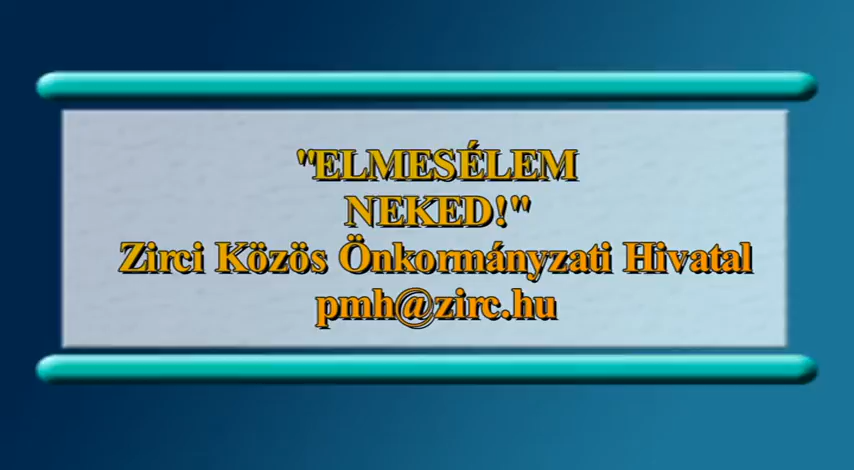 "ELMESÉLEM
NEKED!"
Zirci Közös Önkormányzati Hivatal
pmh@zirc.hu